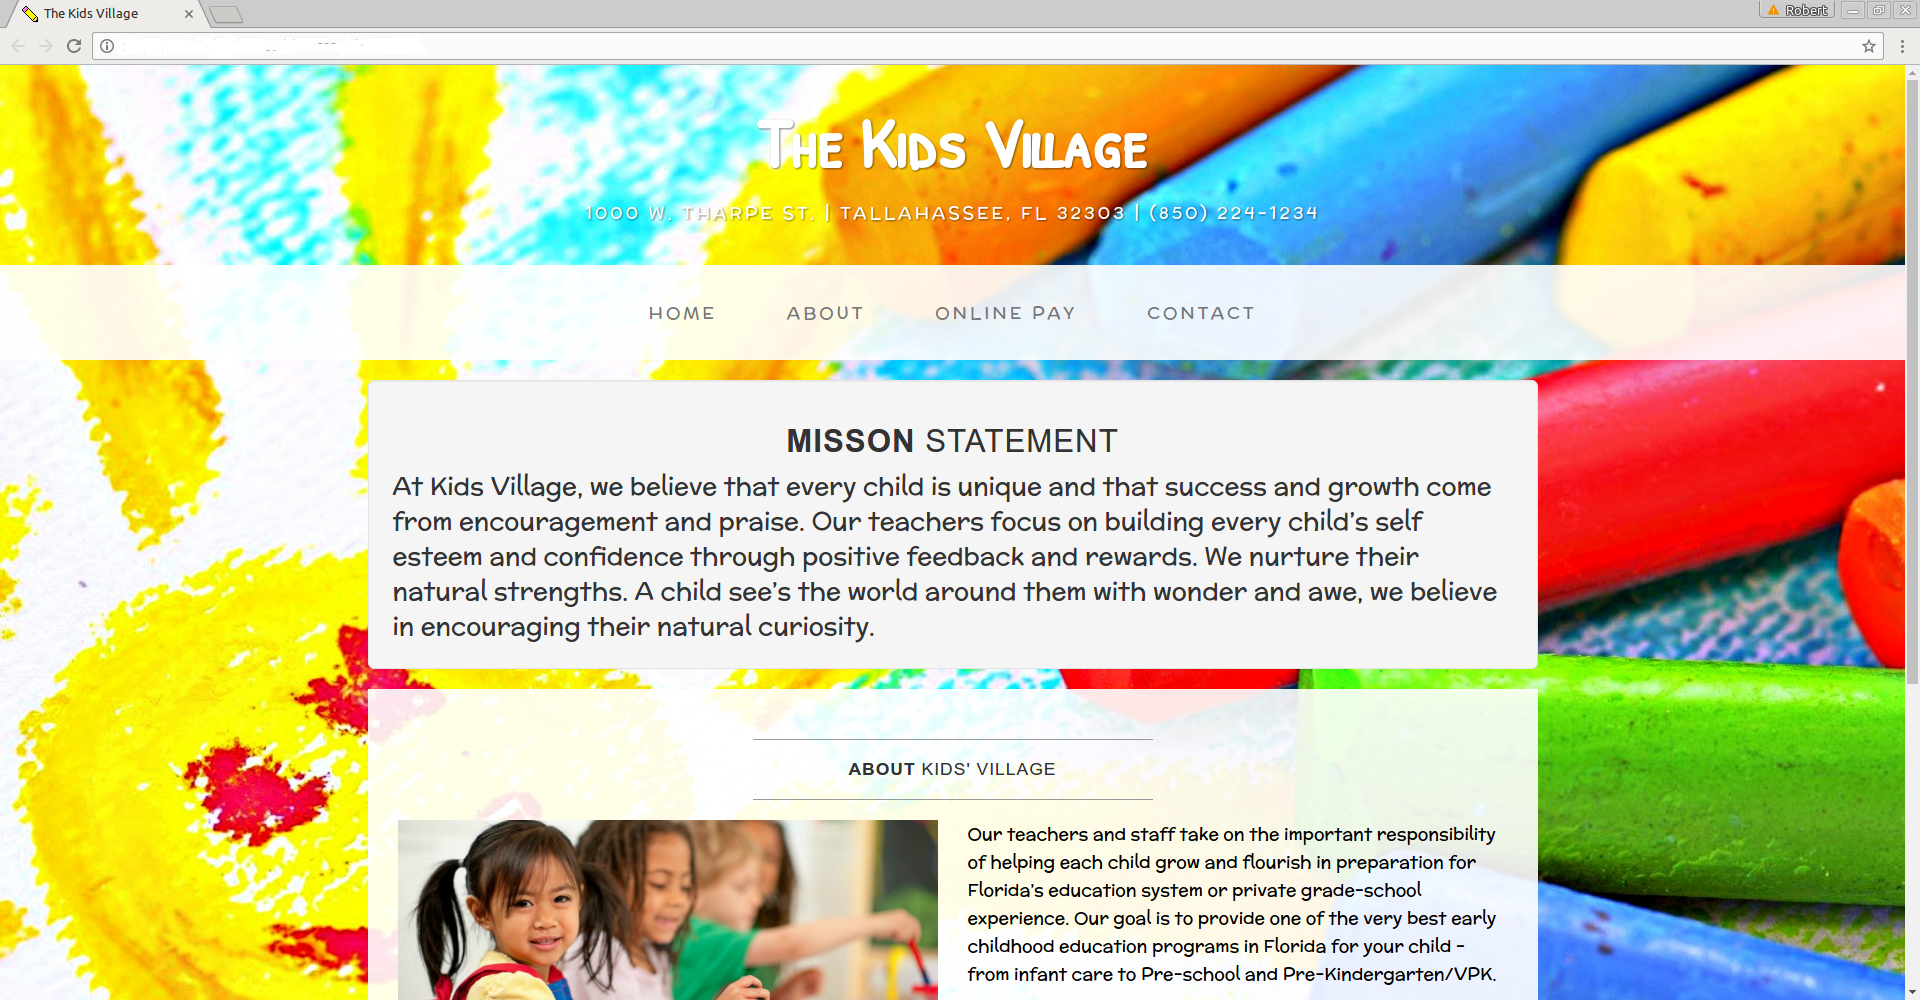 The Kids Village
Robert
The Kids Village
1000 W. THARPE ST. | TALLAHASSEE, FL 32303 | (850) 224-1234
HOME ABOUT ONLINE PAY CONTACT
MISSON STATEMENT
At Kids Village, we believe that every child is unique and that success and growth come
from encouragement and praise. Our teachers focus on building every child's self
esteem and confidence through positive feedback and rewards. We nurture their
natural strengths. A child see's the world around them with wonder and awe, we believe
in encouraging their natural curiosity.
ABOUT KIDS' VILLAGE
Our teachers and staff take on the important responsibility
of helping each child grow and flourish in preparation for
Florida's education system or private grade-school
experience. Our goal is to provide one of the very best early
childhood education programs in Florida for your child -
from infant care to Pre-school and Pre-Kindergarten/VPK.